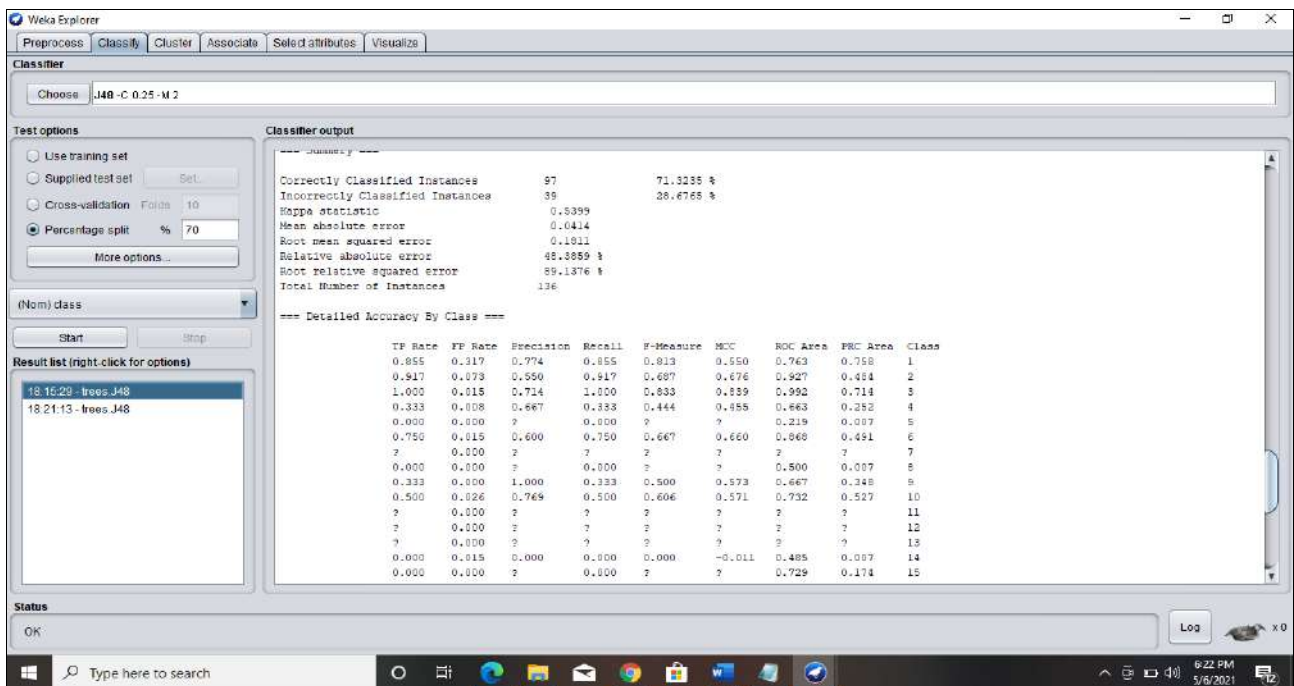 Weka Explorer
Preprocess Classify Cluster Associate Select attributes Visualize
Classifier
Choose J48 -C 0.25 -M 2
Test options
Use training set
Supplied test set Set...
Cross-validation Folds 10
Percentage split % 70
More options...
(Nom) class
Start Stop
Result list (right-click for options)
18:15:29 - trees.J48
18:21:13 - trees.J48
Classifier output
=== Summary ===
Correctly Classified Instances 97 71.3235 %
Incorrectly Classified Instances 39 28.6765 %
Kappa statistic 0.5399
Mean absolute error 0.0414
Root mean squared error 0.1811
Relative absolute error 48.3859 %
Root relative squared error 89.1376 %
Total Number of Instances 136
=== Detailed Accuracy By Class ===
TP Rate FP Rate Precision Recall F-Measure MCC ROC Area PRC Area Class
0.855 0.317 0.774 0.855 0.813 0.550 0.763 0.758 1
0.917 0.073 0.550 0.917 0.687 0.676 0.927 0.484 2
1.000 0.015 0.714 1.000 0.833 0.839 0.992 0.714 3
0.333 0.008 0.667 0.333 0.444 0.455 0.663 0.252 4
0.000 0.000 ? 0.000 ? ? 0.219 0.007 5
0.750 0.015 0.600 0.750 0.667 0.660 0.868 0.491 6
? 0.000 ? ? ? ? ? ? 7
0.000 0.000 ? 0.000 ? ? 0.500 0.007 8
0.333 0.000 1.000 0.333 0.500 0.573 0.667 0.348 9
0.500 0.026 0.769 0.500 0.606 0.571 0.732 0.527 10
? 0.000 ? ? ? ? ? ? 11
? 0.000 ? ? ? ? ? ? 12
? 0.000 ? ? ? ? ? ? 13
0.000 0.015 0.000 0.000 0.000 -0.011 0.485 0.007 14
0.000 0.000 ? 0.000 ? ? 0.729 0.174 15
Status
OK
Log x 0
Type here to search
6:22 PM
5/6/2021
12